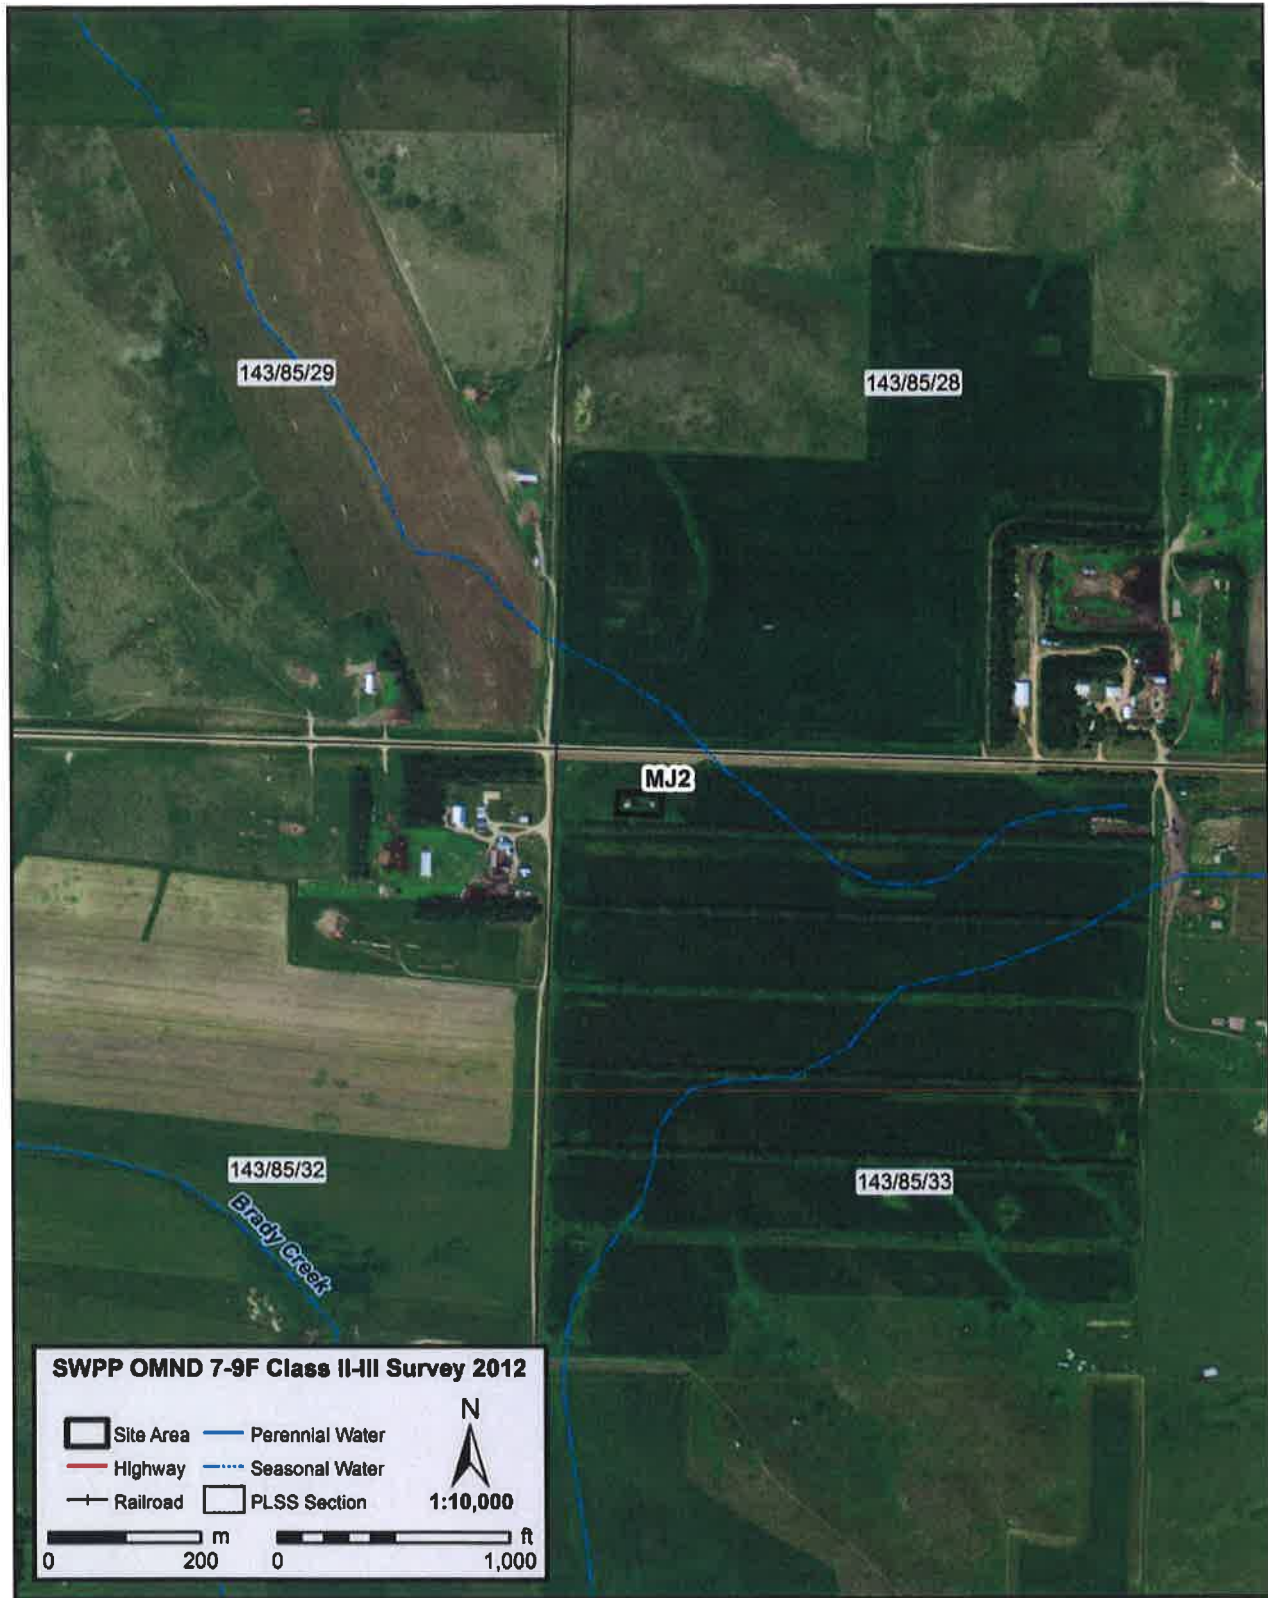 143/85/29
143/85/28
MJ2
143/85/32
143/85/33
Brady Creek
SWPP OMND 7-9F Class II-III Survey 2012
N
Site Area
Perennial Water
Highway
Seasonal Water
Railroad
PLSS Section
1:10,000
m
ft
0
200
0
1,000